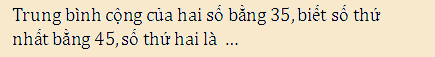 Trung bình cộng của hai số bằng 35, biết số thứ
nhất bằng 45, số thứ hai là ...